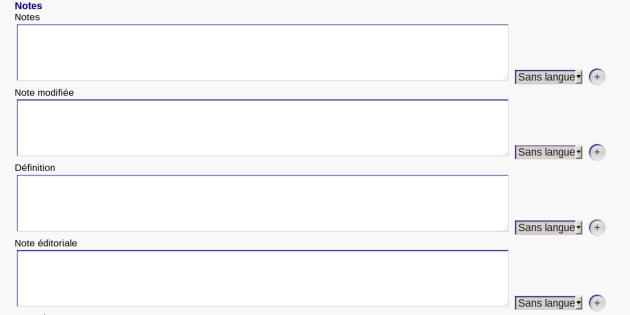 Notes
Notes
Sans langue
Note modifiée
Sans langue
Définition
Sans langue
Note éditoriale
Sans langue